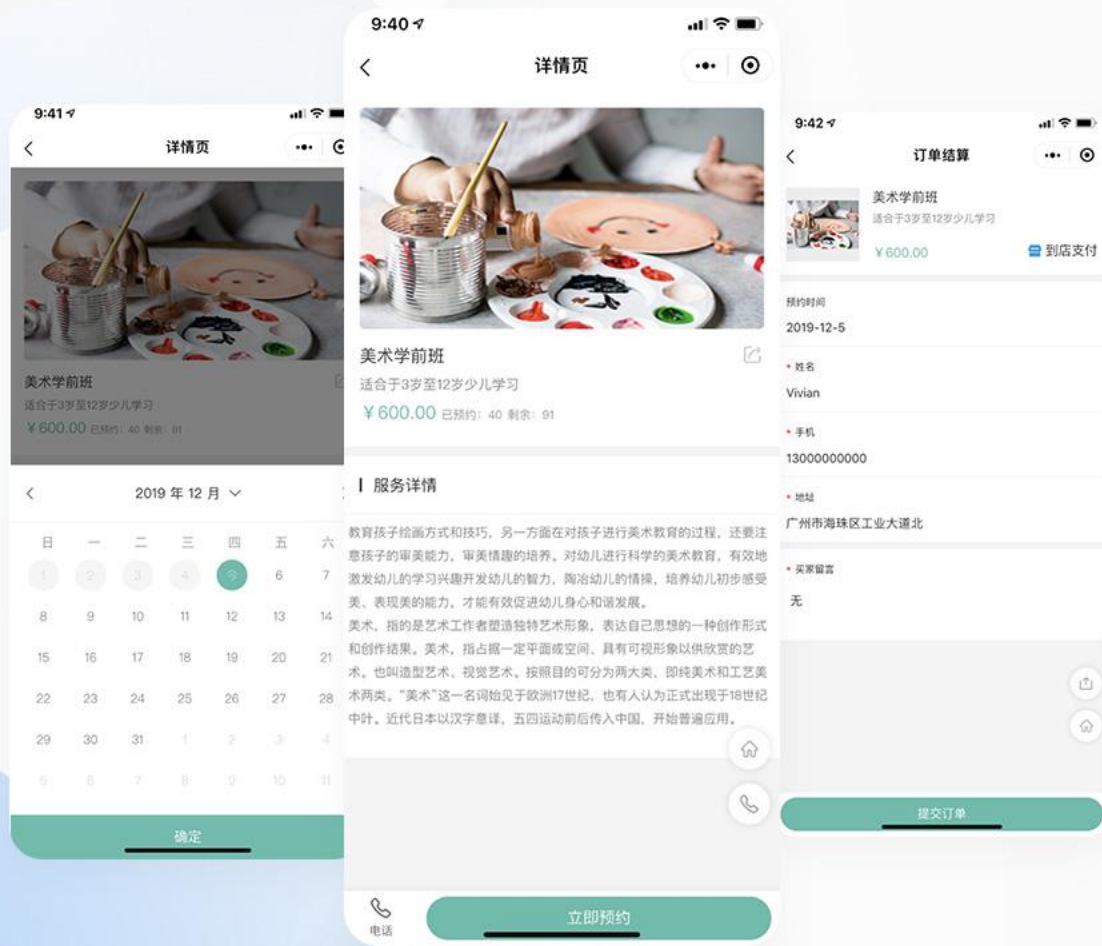 9:41
详情页
美术学前班
适合于3岁至12岁少儿学习
￥600.00 已预约：40 剩余：91
2019 年 12 月
日 一 二 三 四 五 六
1 2 3 4 5 6 7
8 9 10 11 12 13 14
15 16 17 18 19 20 21
22 23 24 25 26 27 28
29 30 31 1 2 3 4
5 6 7 8 9 10 11
确定
9:40
详情页
美术学前班
适合于3岁至12岁少儿学习
￥600.00 已预约：40 剩余：91
服务详情
教育孩子绘画方式和技巧，另一方面在对孩子进行美术教育的过程，还要注
意孩子的审美能力，审美情趣的培养。对幼儿进行科学的美术教育，有效地
激发幼儿的学习兴趣开发幼儿的智力，陶冶幼儿的情操，培养幼儿初步感受
美、表现美的能力，才能有效促进幼儿身心和谐发展。
美术，指的是艺术工作者塑造独特艺术形象，表达自己思想的一种创作形式
和创作结果。美术，指占据一定平面或空间、具有可视形象以供欣赏的艺
术。也叫造型艺术、视觉艺术。按照目的可分为两大类，即纯美术和工艺美
术两类。“美术”这一名词始见于欧洲17世纪，也有人认为正式出现于18世纪
中叶。近代日本以汉字意译，五四运动前后传入中国，开始普遍应用。
电话
立即预约
9:42
订单结算
美术学前班
适合于3岁至12岁少儿学习
￥600.00
到店支付
预约时间
2019-12-5
* 姓名
Vivian
* 手机
13000000000
* 地址
广州市海珠区工业大道北
* 买家留言
无
提交订单